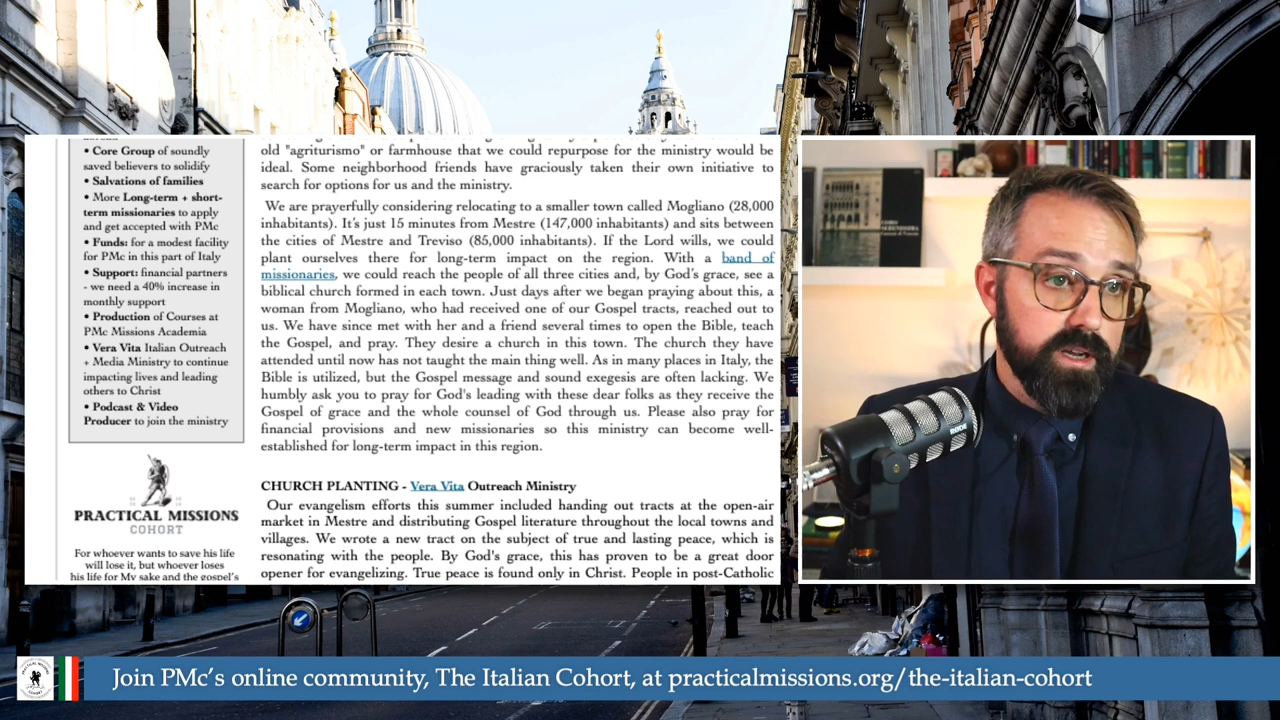 • Core Group of soundly
saved believers to solidify
• Salvations of families
• More Long-term + short-
term missionaries to apply
and get accepted with PMc
• Funds: for a modest facility
for PMc in this part of Italy
• Support: financial partners
- we need a 40% increase in
monthly support
• Production of Courses at
PMc Missions Academia
• Vera Vita Italian Outreach
+ Media Ministry to continue
impacting lives and leading
others to Christ
• Podcast & Video
Producer to join the ministry
PRACTICAL MISSIONS
COHORT
For whoever wants to save his life
will lose it, but whoever loses
his life for My sake and the gospel's
old "agriturismo" or farmhouse that we could repurpose for the ministry would be
ideal. Some neighborhood friends have graciously taken their own initiative to
search for options for us and the ministry.
We are prayerfully considering relocating to a smaller town called Mogliano (28,000
inhabitants). It's just 15 minutes from Mestre (147,000 inhabitants) and sits between
the cities of Mestre and Treviso (85,000 inhabitants). If the Lord wills, we could
plant ourselves there for long-term impact on the region. With a band of
missionaries, we could reach the people of all three cities and, by God's grace, see a
biblical church formed in each town. Just days after we began praying about this, a
woman from Mogliano, who had received one of our Gospel tracts, reached out to
us. We have since met with her and a friend several times to open the Bible, teach
the Gospel, and pray. They desire a church in this town. The church they have
attended until now has not taught the main thing well. As in many places in Italy, the
Bible is utilized, but the Gospel message and sound exegesis are often lacking. We
humbly ask you to pray for God's leading with these dear folks as they receive the
Gospel of grace and the whole counsel of God through us. Please also pray for
financial provisions and new missionaries so this ministry can become well-
established for long-term impact in this region.
CHURCH PLANTING - Vera Vita Outreach Ministry
Our evangelism efforts this summer included handing out tracts at the open-air
market in Mestre and distributing Gospel literature throughout the local towns and
villages. We wrote a new tract on the subject of true and lasting peace, which is
resonating with the people. By God's grace, this has proven to be a great door
opener for evangelizing. True peace is found only in Christ. People in post-Catholic
RODE
Join PMc's online community, The Italian Cohort, at practicalmissions.org/the-italian-cohort